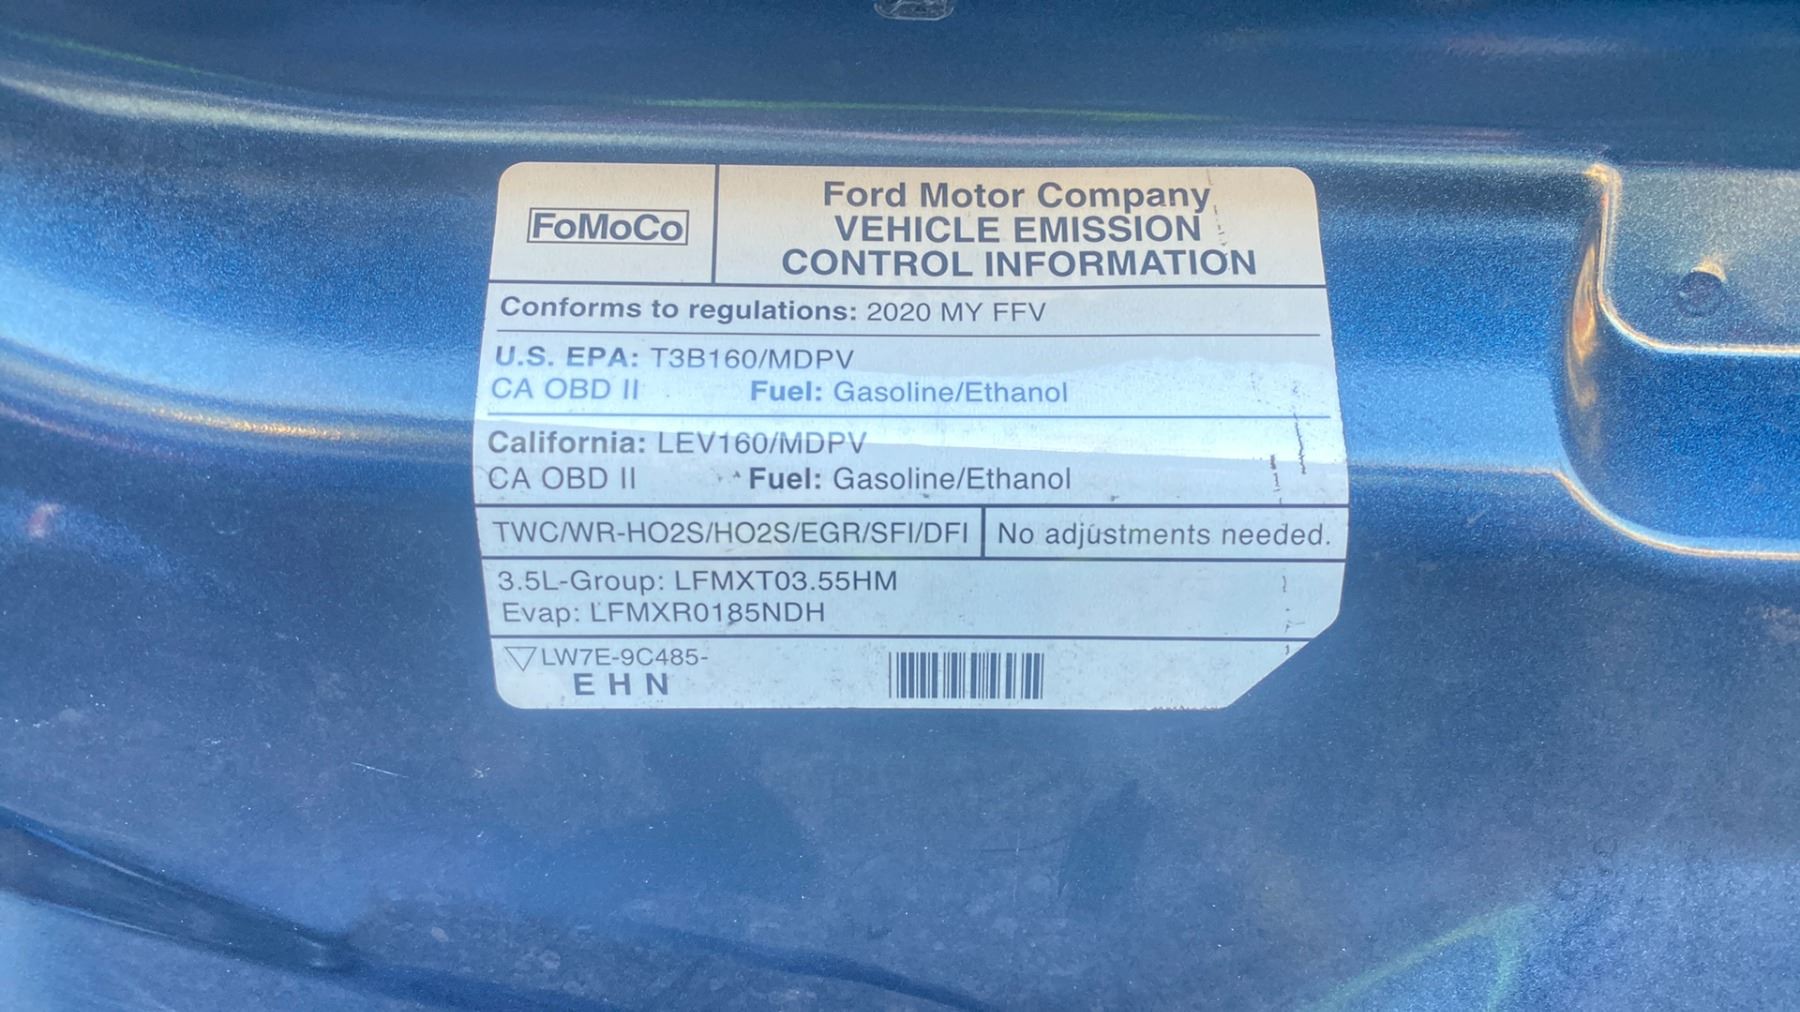 FoMoCo
Ford Motor Company
VEHICLE EMISSION
CONTROL INFORMATION
Conforms to regulations: 2020 MY FFV
U.S. EPA: T3B160/MDPV
CA OBD II Fuel: Gasoline/Ethanol
California: LEV160/MDPV
CA OBD II Fuel: Gasoline/Ethanol
TWC/WR-HO2S/HO2S/EGR/SFI/DFI No adjustments needed.
3.5L-Group: LFMXT03.55HM
Evap: LFMXR0185NDH
LW7E-9C485-
E H N